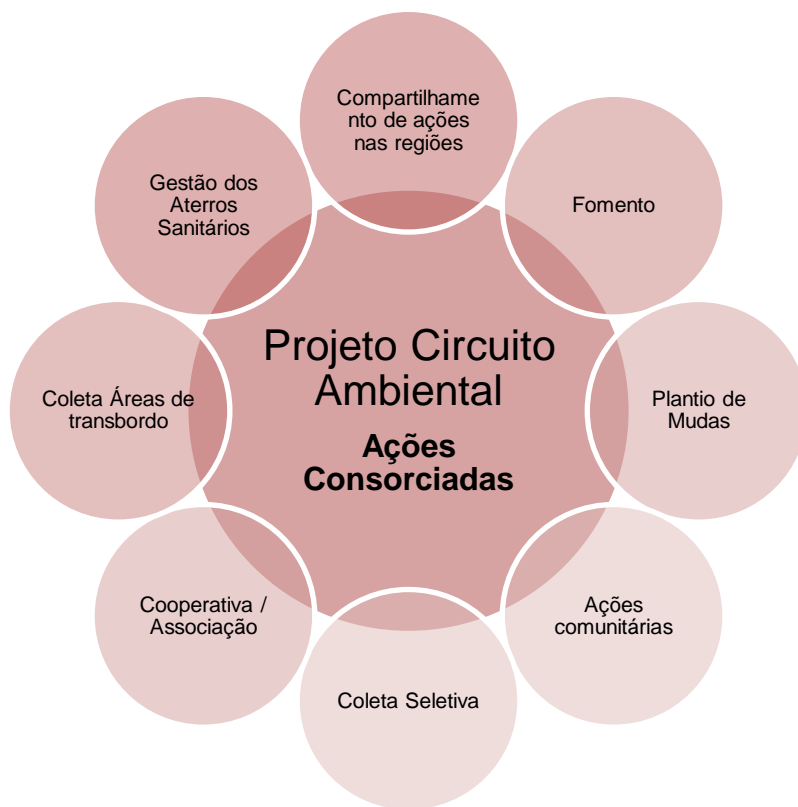 Compartilhame
nto de ações
nas regiões
Gestão dos
Aterros
Sanitários
Fomento
Projeto Circuito
Ambiental
Ações
Consorciadas
Coleta Áreas de
transbordo
Plantio de
Mudas
Cooperativa /
Associação
Ações
comunitárias
Coleta Seletiva